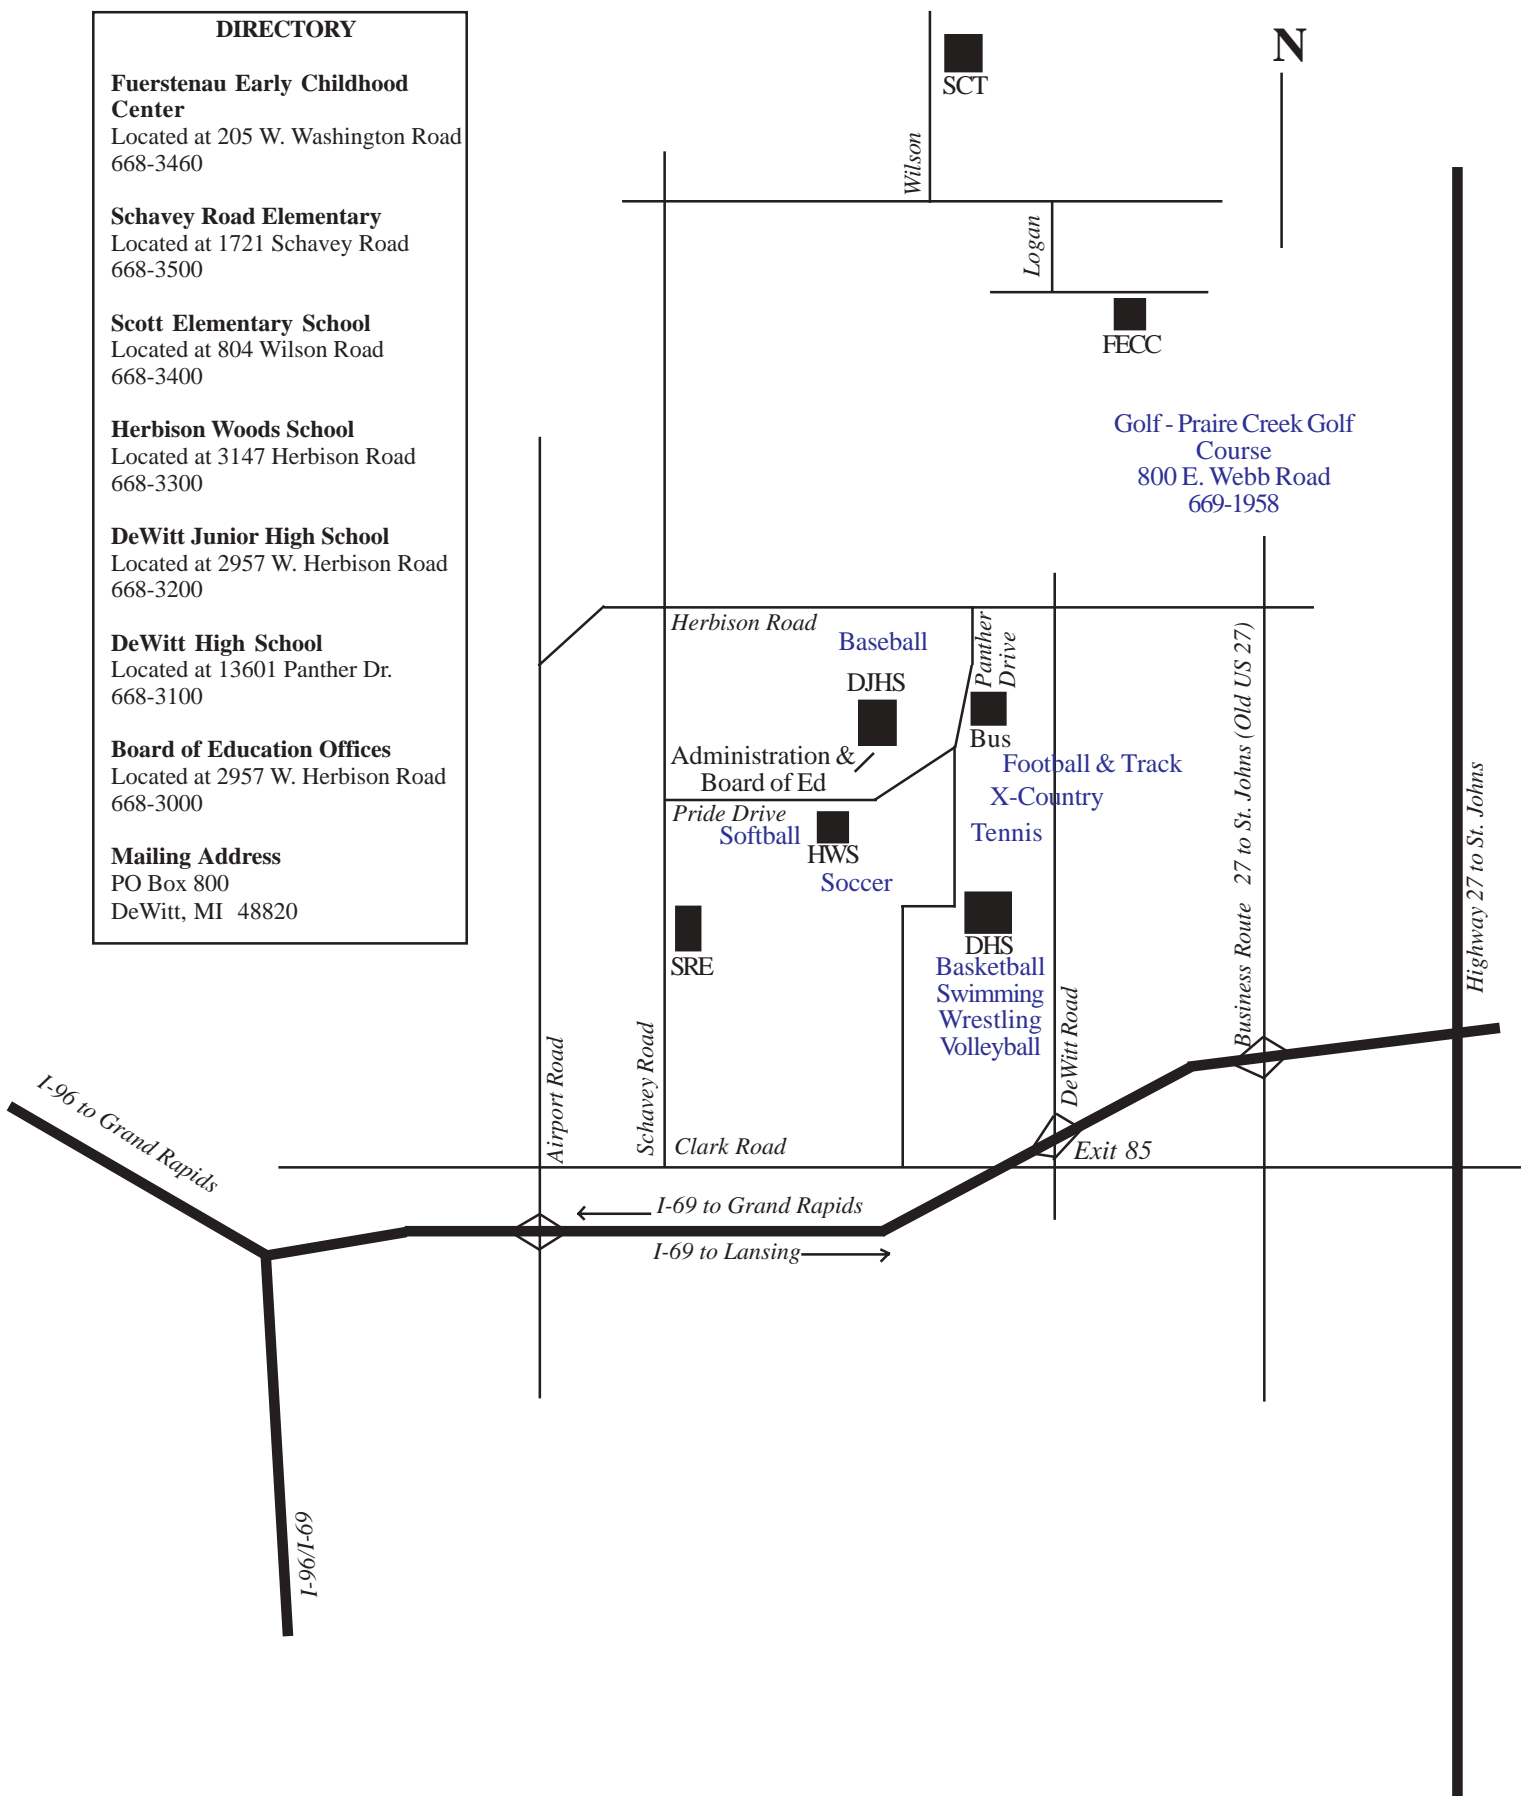 DIRECTORY
Fuerstenau Early Childhood
Center
Located at 205 W. Washington Road
668-3460
Schavey Road Elementary
Located at 1721 Schavey Road
668-3500
Scott Elementary School
Located at 804 Wilson Road
668-3400
Herbison Woods School
Located at 3147 Herbison Road
668-3300
DeWitt Junior High School
Located at 2957 W. Herbison Road
668-3200
DeWitt High School
Located at 13601 Panther Dr.
668-3100
Board of Education Offices
Located at 2957 W. Herbison Road
668-3000
Mailing Address
PO Box 800
DeWitt, MI 48820
N
SCT
Wilson
Logan
FECC
Golf - Praire Creek Golf
Course
800 E. Webb Road
669-1958
Herbison Road
Baseball
Panther
Drive
DJHS
Bus
Administration &
Board of Ed
Football & Track
X-Country
Pride Drive
Softball
Tennis
HWS
Soccer
SRE
DHS
Basketball
Swimming
Wrestling
Volleyball
Business Route 27 to St. Johns (Old US 27)
Highway 27 to St. Johns
Airport Road
Schavey Road
DeWitt Road
Clark Road
Exit 85
I-96 to Grand Rapids
I-69 to Grand Rapids
I-69 to Lansing
I-96/I-69